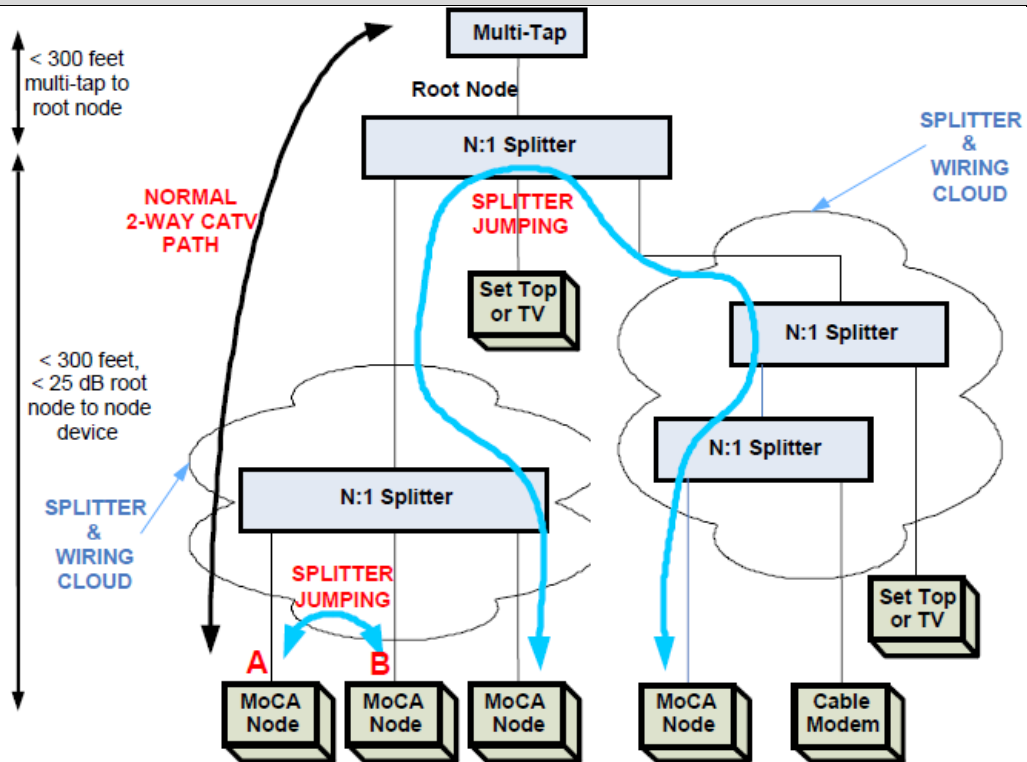 Multi-Tap
< 300 feet
multi-tap to
root node
Root Node
N:1 Splitter
SPLITTER
&
WIRING
CLOUD
NORMAL
2-WAY CATV
PATH
SPLITTER
JUMPING
Set Top
or TV
N:1 Splitter
< 300 feet,
< 25 dB root
node to node
device
N:1 Splitter
N:1 Splitter
SPLITTER
&
WIRING
CLOUD
SPLITTER
JUMPING
Set Top
or TV
A
B
MoCA
Node
MoCA
Node
MoCA
Node
MoCA
Node
Cable
Modem